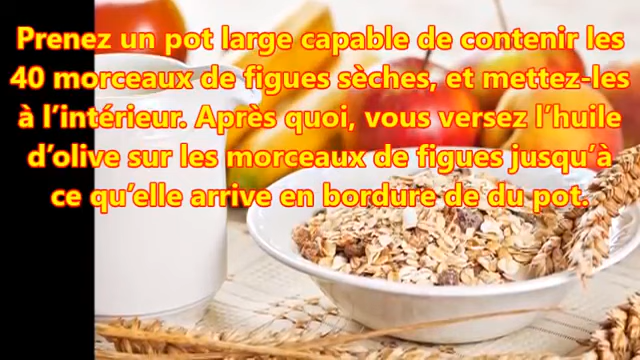 Prenez un pot large capable de contenir les
40 morceaux de figues sèches, et mettez-les
à l’intérieur. Après quoi, vous versez l’huile
d’olive sur les morceaux de figues jusqu’à
ce qu’elle arrive en bordure de du pot.